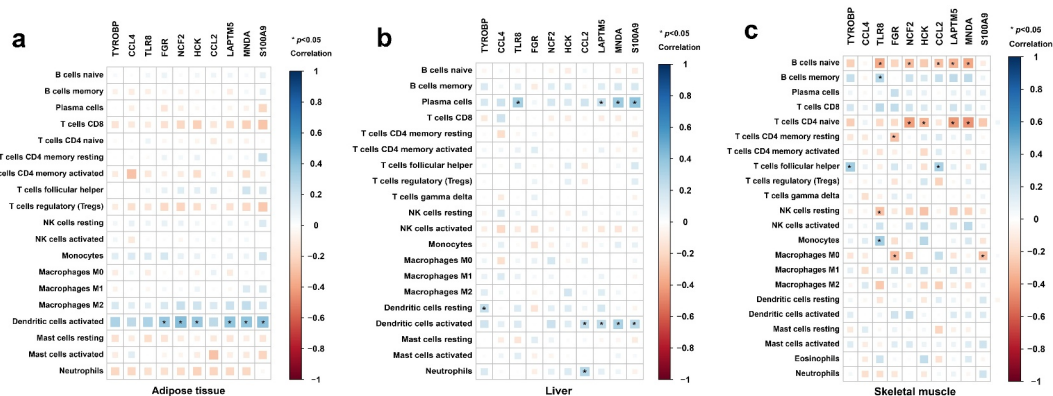 a
TYROBP
CCL4
TLR8
FGR
NCF2
HCK
CCL2
LAPTM5
MNDA
S100A9
* p<0.05
Correlation
B cells naive
B cells memory
Plasma cells
T cells CD8
T cells CD4 naive
T cells CD4 memory resting
cells CD4 memory activated
T cells follicular helper
T cells regulatory (Tregs)
NK cells resting
NK cells activated
Monocytes
Macrophages M0
Macrophages M1
Macrophages M2
Dendritic cells activated
Mast cells resting
Mast cells activated
Neutrophils
1
0.8
0.6
0.4
0.2
0
−0.2
−0.4
−0.6
−0.8
−1
Adipose tissue
b
TYROBP
CCL4
TLR8
FGR
NCF2
HCK
CCL2
LAPTM5
MNDA
S100A9
* p<0.05
Correlation
B cells naive
B cells memory
Plasma cells
T cells CD8
T cells CD4 memory resting
T cells CD4 memory activated
T cells follicular helper
T cells regulatory (Tregs)
T cells gamma delta
NK cells resting
NK cells activated
Monocytes
Macrophages M0
Macrophages M1
Macrophages M2
Dendritic cells resting
Dendritic cells activated
Mast cells resting
Mast cells activated
Neutrophils
1
0.8
0.6
0.4
0.2
0
−0.2
−0.4
−0.6
−0.8
−1
Liver
c
TYROBP
CCL4
TLR8
FGR
NCF2
HCK
CCL2
LAPTM5
MNDA
S100A9
* p<0.05
Correlation
B cells naive
B cells memory
Plasma cells
T cells CD8
T cells CD4 naive
T cells CD4 memory resting
T cells CD4 memory activated
T cells follicular helper
T cells regulatory (Tregs)
T cells gamma delta
NK cells resting
NK cells activated
Monocytes
Macrophages M0
Macrophages M1
Macrophages M2
Dendritic cells resting
Dendritic cells activated
Mast cells resting
Mast cells activated
Eosinophils
Neutrophils
1
0.8
0.6
0.4
0.2
0
−0.2
−0.4
−0.6
−0.8
−1
Skeletal muscle